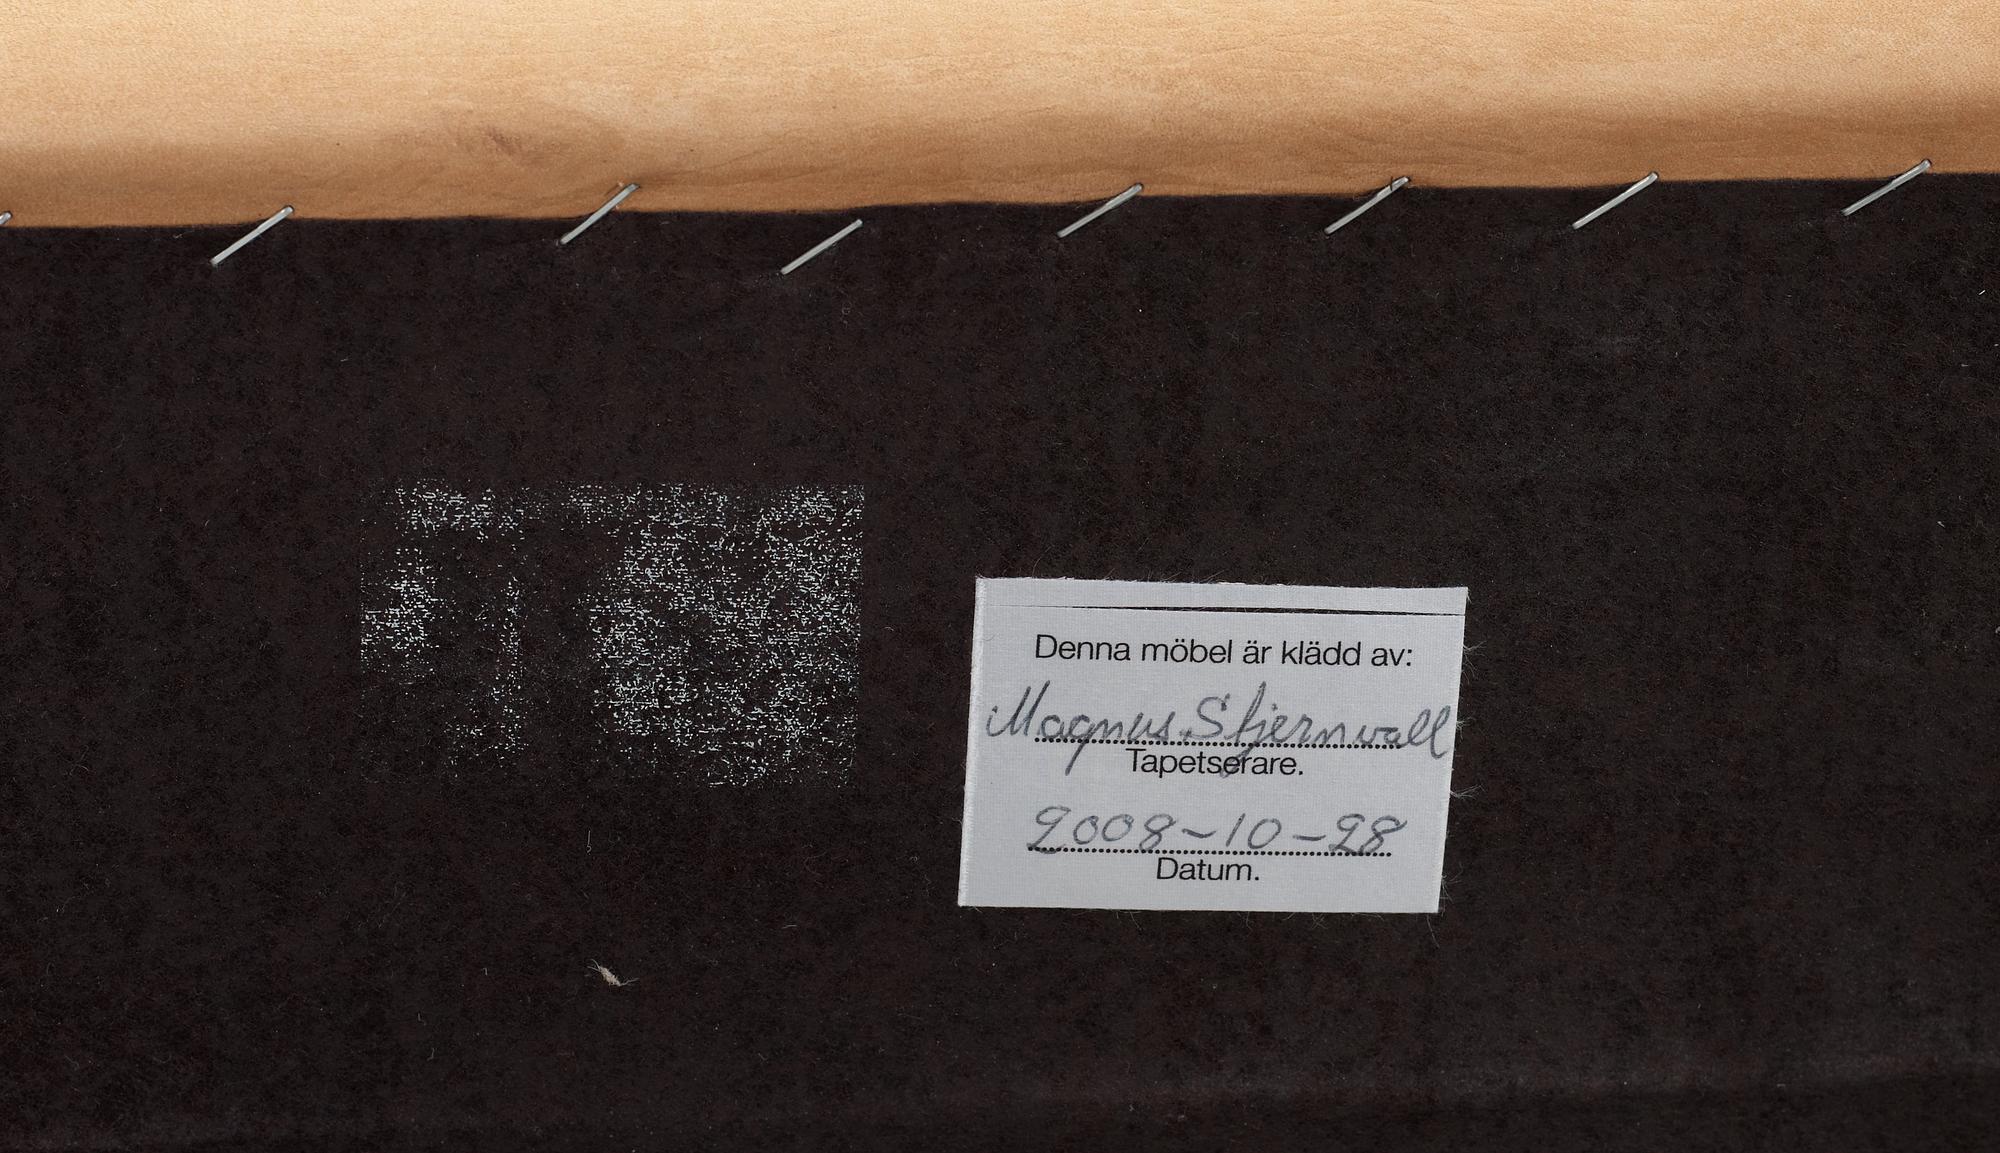 Denna möbel är klädd av:
Magnus Stjernvall
Tapetserare.
2008-10-28
Datum.